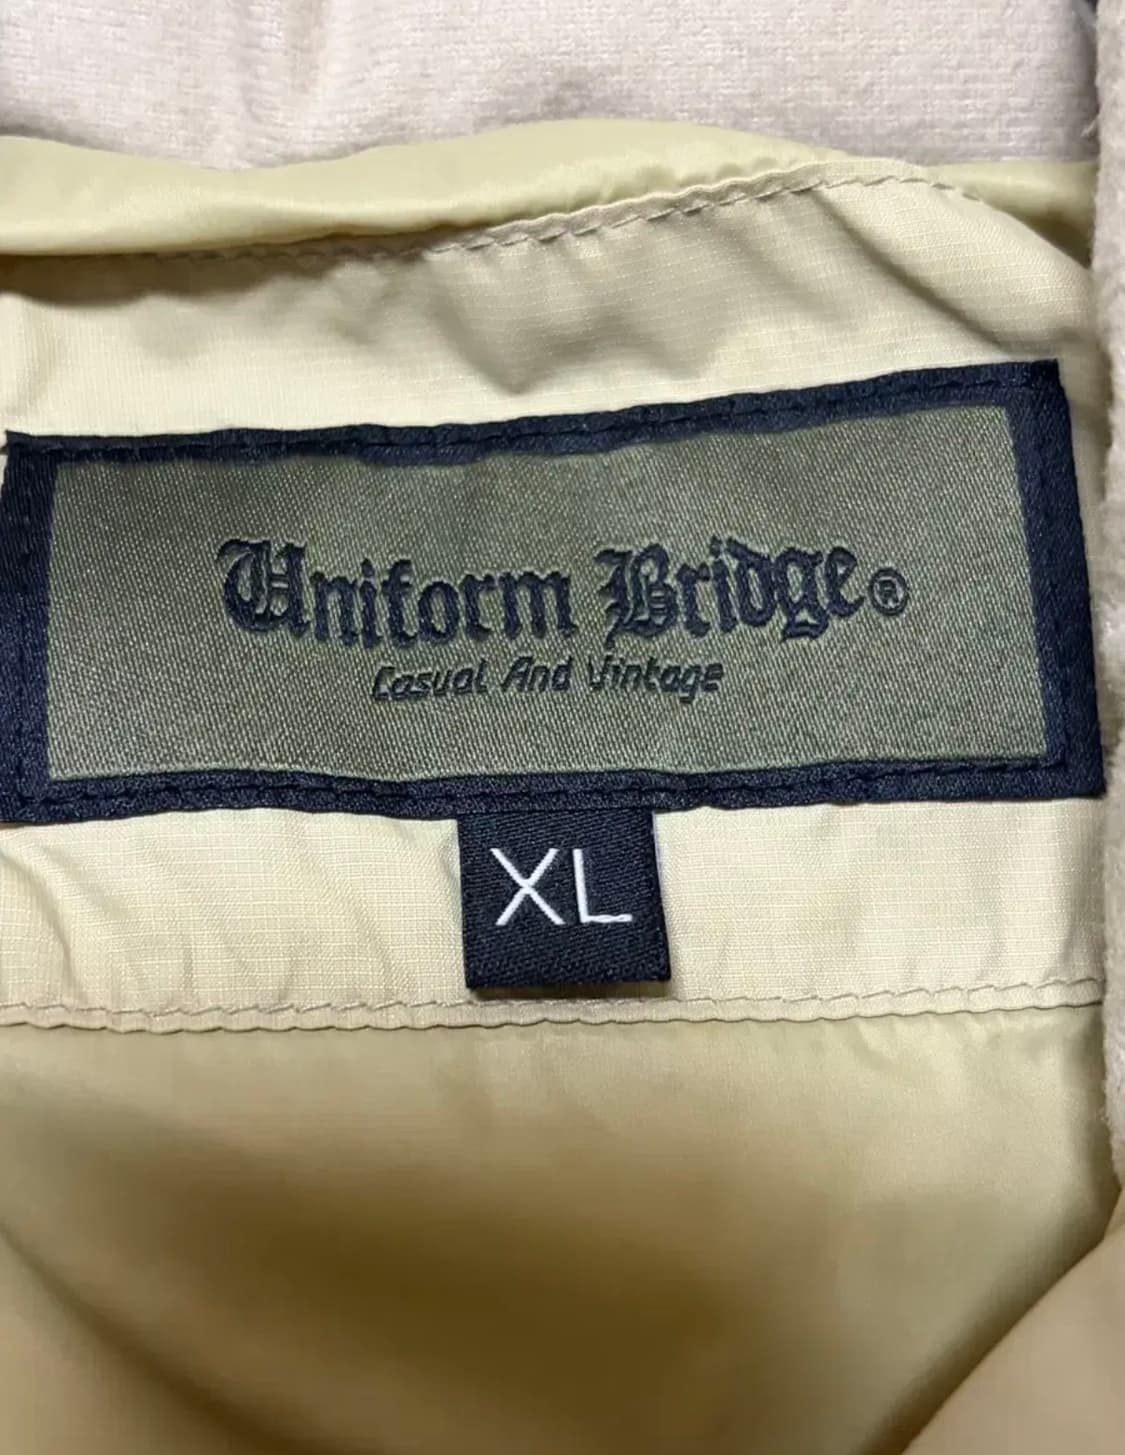 Uniform Bridge®
Casual And Vintage
XL